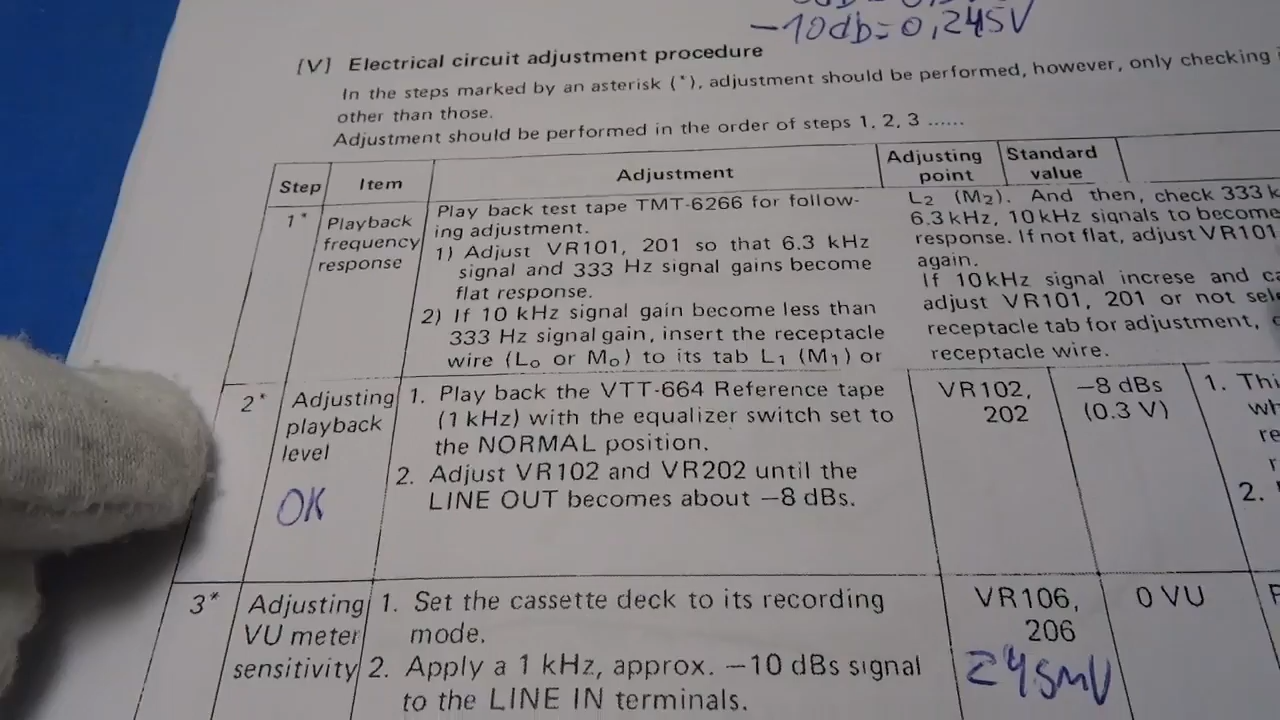 -10db=0,245V
[V] Electrical circuit adjustment procedure
In the steps marked by an asterisk (*), adjustment should be performed, however, only checking
other than those.
Adjustment should be performed in the order of steps 1, 2, 3 ......
Step
Item
Adjustment
Adjusting
point
Standard
value
1*
Playback
frequency
response
Play back test tape TMT-6266 for follow-
ing adjustment.
1) Adjust VR101, 201 so that 6.3 kHz
signal and 333 Hz signal gains become
flat response.
2) If 10 kHz signal gain become less than
333 Hz signal gain, insert the receptacle
wire (Lo or Mo) to its tab L1 (M1) or
L2 (M2). And then, check 333 k
6.3 kHz, 10 kHz signals to become
response. If not flat, adjust VR101
again.
If 10 kHz signal increse and ca
adjust VR101, 201 or not sele
receptacle tab for adjustment,
receptacle wire.
2*
Adjusting
playback
level
OK
1. Play back the VTT-664 Reference tape
(1 kHz) with the equalizer switch set to
the NORMAL position.
2. Adjust VR102 and VR202 until the
LINE OUT becomes about -8 dBs.
VR102,
202
-8 dBs
(0.3 V)
1. Thi
wh
re
2.
3*
Adjusting
VU meter
sensitivity
1. Set the cassette deck to its recording
mode.
2. Apply a 1 kHz, approx. -10 dBs signal
to the LINE IN terminals.
VR106,
206
245mV
0 VU